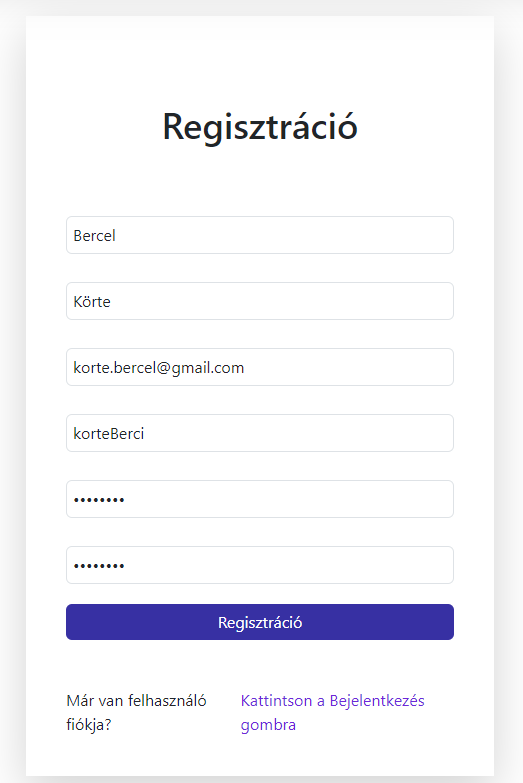 Regisztráció
Bercel
Körte
korte.bercel@gmail.com
korteBerci
••••••••
••••••••
Regisztráció
Már van felhasználó
fiókja?
Kattintson a Bejelentkezés
gombra